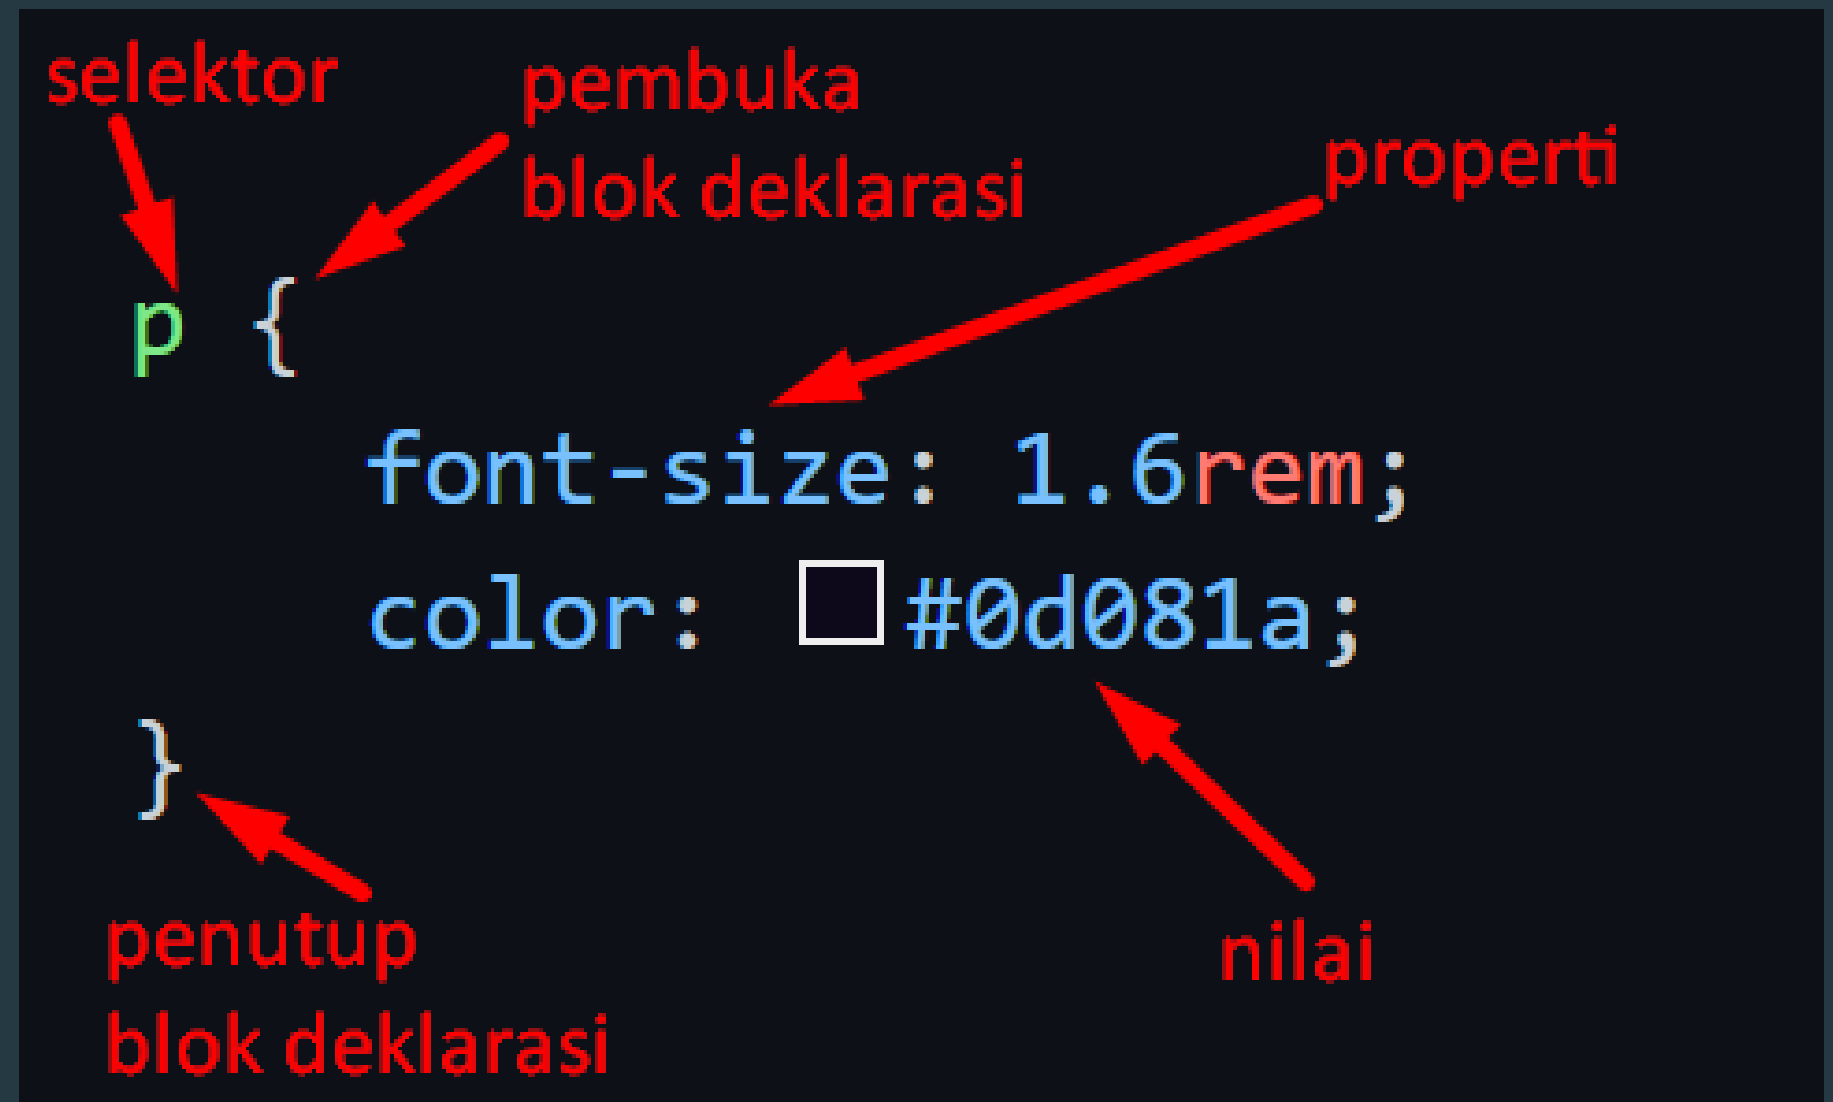 selektor
pembuka
blok deklarasi
properti
p {
font-size: 1.6rem;
color: #0d081a;
}
penutup
blok deklarasi
nilai